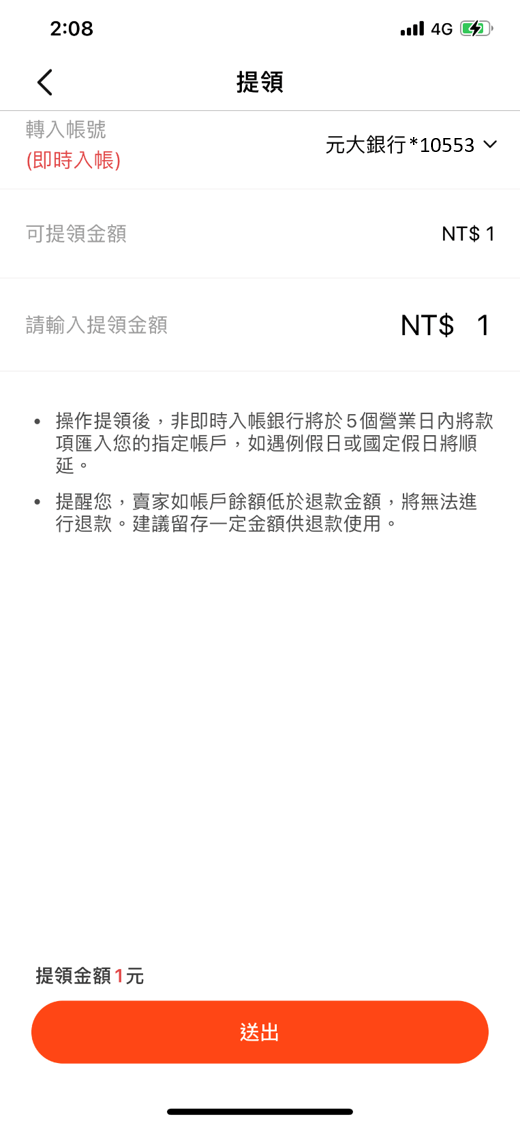 2:08
4G
提領
轉入帳號
(即時入帳)
元大銀行*10553
可提領金額
NT$ 1
請輸入提領金額
NT$ 1
• 操作提領後，非即時入帳銀行將於5個營業日內將款
項匯入您的指定帳戶，如遇例假日或國定假日將順
延。
• 提醒您，賣家如帳戶餘額低於退款金額，將無法進
行退款。建議留存一定金額供退款使用。
提領金額1元
送出